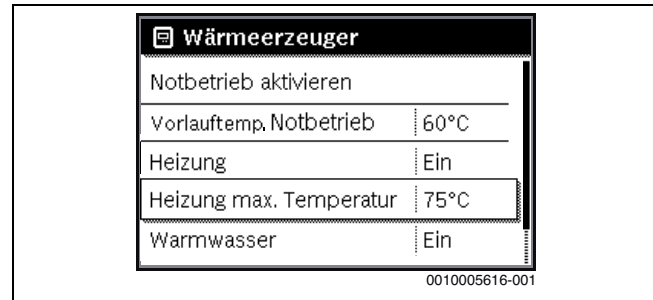 Wärmeerzeuger
Notbetrieb aktivieren
Vorlauftemp. Notbetrieb 60°C
Heizung Ein
Heizung max. Temperatur 75°C
Warmwasser Ein
0010005616-001